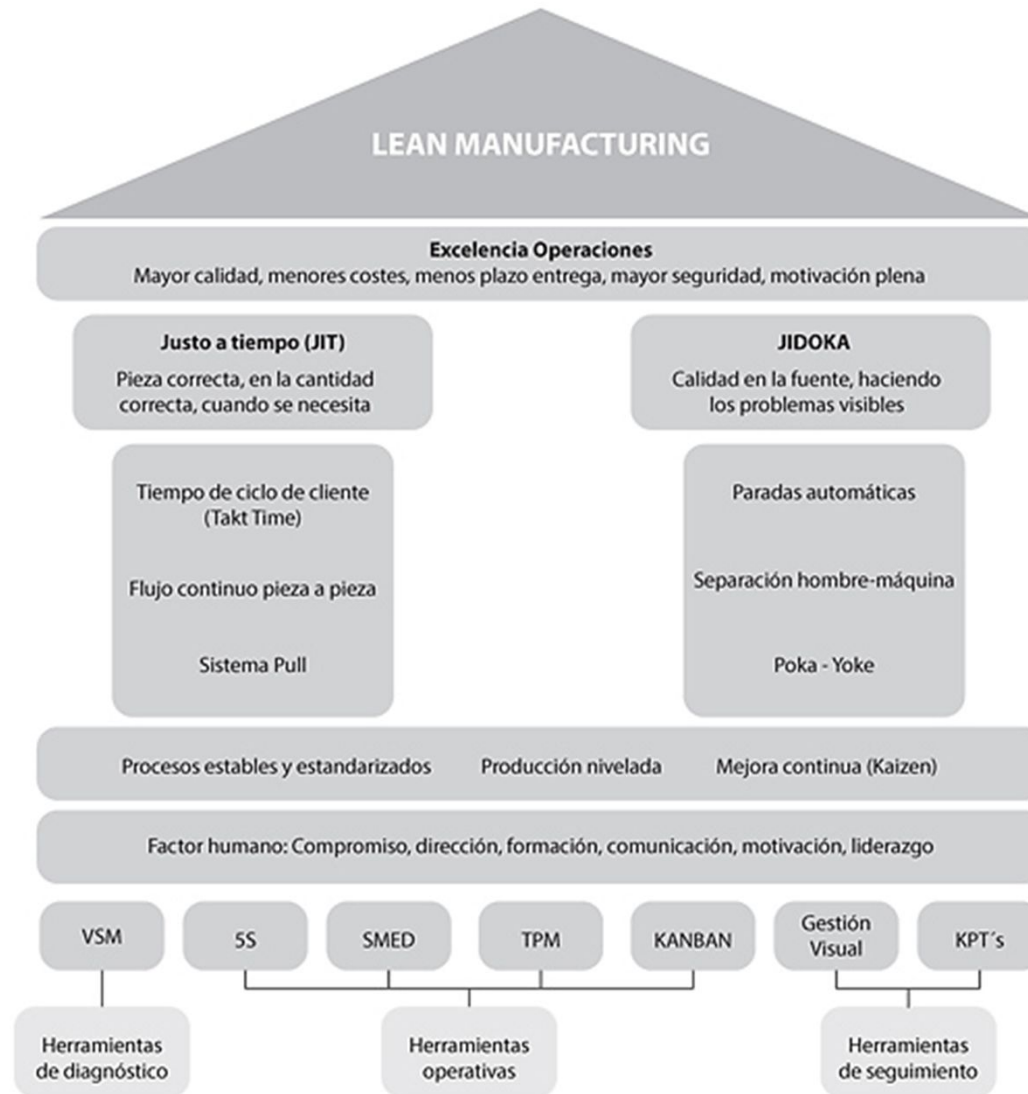 LEAN MANUFACTURING
Excelencia Operaciones
Mayor calidad, menores costes, menos plazo entrega, mayor seguridad, motivación plena
Justo a tiempo (JIT)
Pieza correcta, en la cantidad
correcta, cuando se necesita
JIDOKA
Calidad en la fuente, haciendo
los problemas visibles
Tiempo de ciclo de cliente
(Takt Time)
Flujo continuo pieza a pieza
Sistema Pull
Paradas automáticas
Separación hombre-máquina
Poka - Yoke
Procesos estables y estandarizados
Producción nivelada
Mejora continua (Kaizen)
Factor humano: Compromiso, dirección, formación, comunicación, motivación, liderazgo
VSM
5S
SMED
TPM
KANBAN
Gestión
Visual
KPT´s
Herramientas
de diagnóstico
Herramientas
operativas
Herramientas
de seguimiento